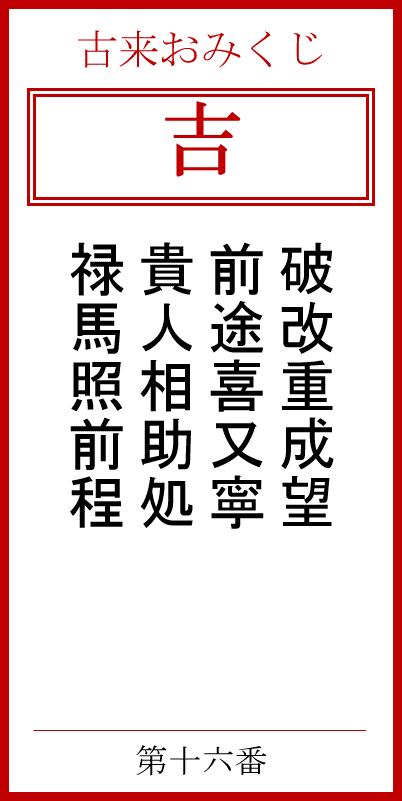 古来おみくじ
吉
破改重成望
前途喜又寧
貴人相助処
禄馬照前程
第十六番